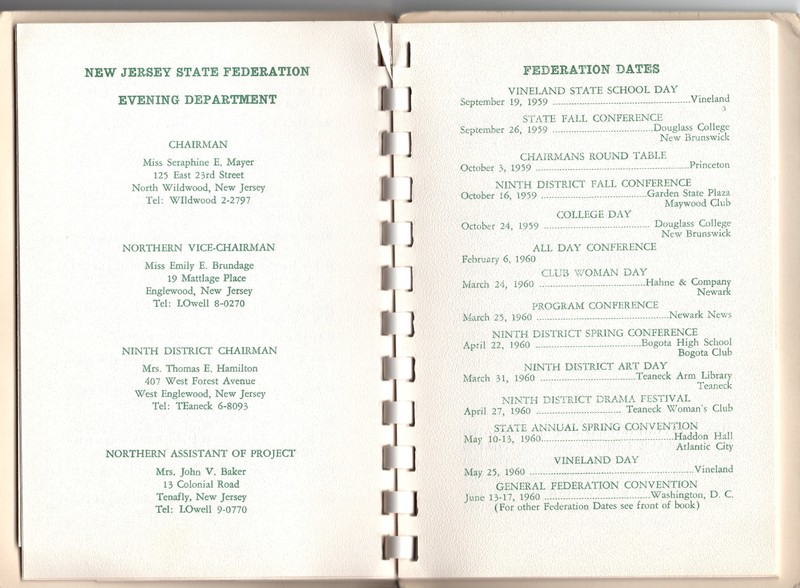 NEW JERSEY STATE FEDERATION
EVENING DEPARTMENT
CHAIRMAN
Miss Seraphine E. Mayer
125 East 23rd Street
North Wildwood, New Jersey
Tel: WIldwood 2-2797
NORTHERN VICE-CHAIRMAN
Miss Emily E. Brundage
19 Mattlage Place
Englewood, New Jersey
Tel: LOwell 8-0270
NINTH DISTRICT CHAIRMAN
Mrs. Thomas E. Hamilton
407 West Forest Avenue
West Englewood, New Jersey
Tel: TEaneck 6-8093
NORTHERN ASSISTANT OF PROJECT
Mrs. John V. Baker
13 Colonial Road
Tenafly, New Jersey
Tel: LOwell 9-0770
FEDERATION DATES
VINELAND STATE SCHOOL DAY
September 19, 1959 ........................................Vineland
STATE FALL CONFERENCE
September 26, 1959 ..............................Douglass College
New Brunswick
CHAIRMANS ROUND TABLE
October 3, 1959 ..........................................Princeton
NINTH DISTRICT FALL CONFERENCE
October 16, 1959 ..............................Garden State Plaza
Maywood Club
COLLEGE DAY
October 24, 1959 .............................. Douglass College
New Brunswick
ALL DAY CONFERENCE
February 6, 1960
CLUB WOMAN DAY
March 24, 1960 ..............................Hahne & Company
Newark
PROGRAM CONFERENCE
March 25, 1960 ......................................Newark News
NINTH DISTRICT SPRING CONFERENCE
April 22, 1960 ..............................Bogota High School
Bogota Club
NINTH DISTRICT ART DAY
March 31, 1960 ..............................Teaneck Arm Library
Teaneck
NINTH DISTRICT DRAMA FESTIVAL
April 27, 1960 ......................... Teaneck Woman's Club
STATE ANNUAL SPRING CONVENTION
May 10-13, 1960........................................Haddon Hall
Atlantic City
VINELAND DAY
May 25, 1960 ................................................Vineland
GENERAL FEDERATION CONVENTION
June 13-17, 1960 ..............................Washington, D. C.
(For other Federation Dates see front of book)